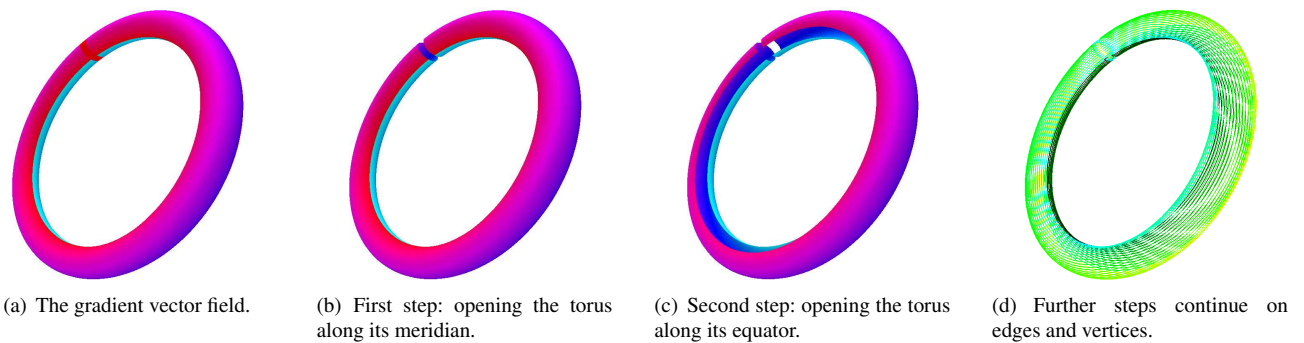 (a) The gradient vector field.
(b) First step: opening the torus
along its meridian.
(c) Second step: opening the torus
along its equator.
(d) Further steps continue on
edges and vertices.